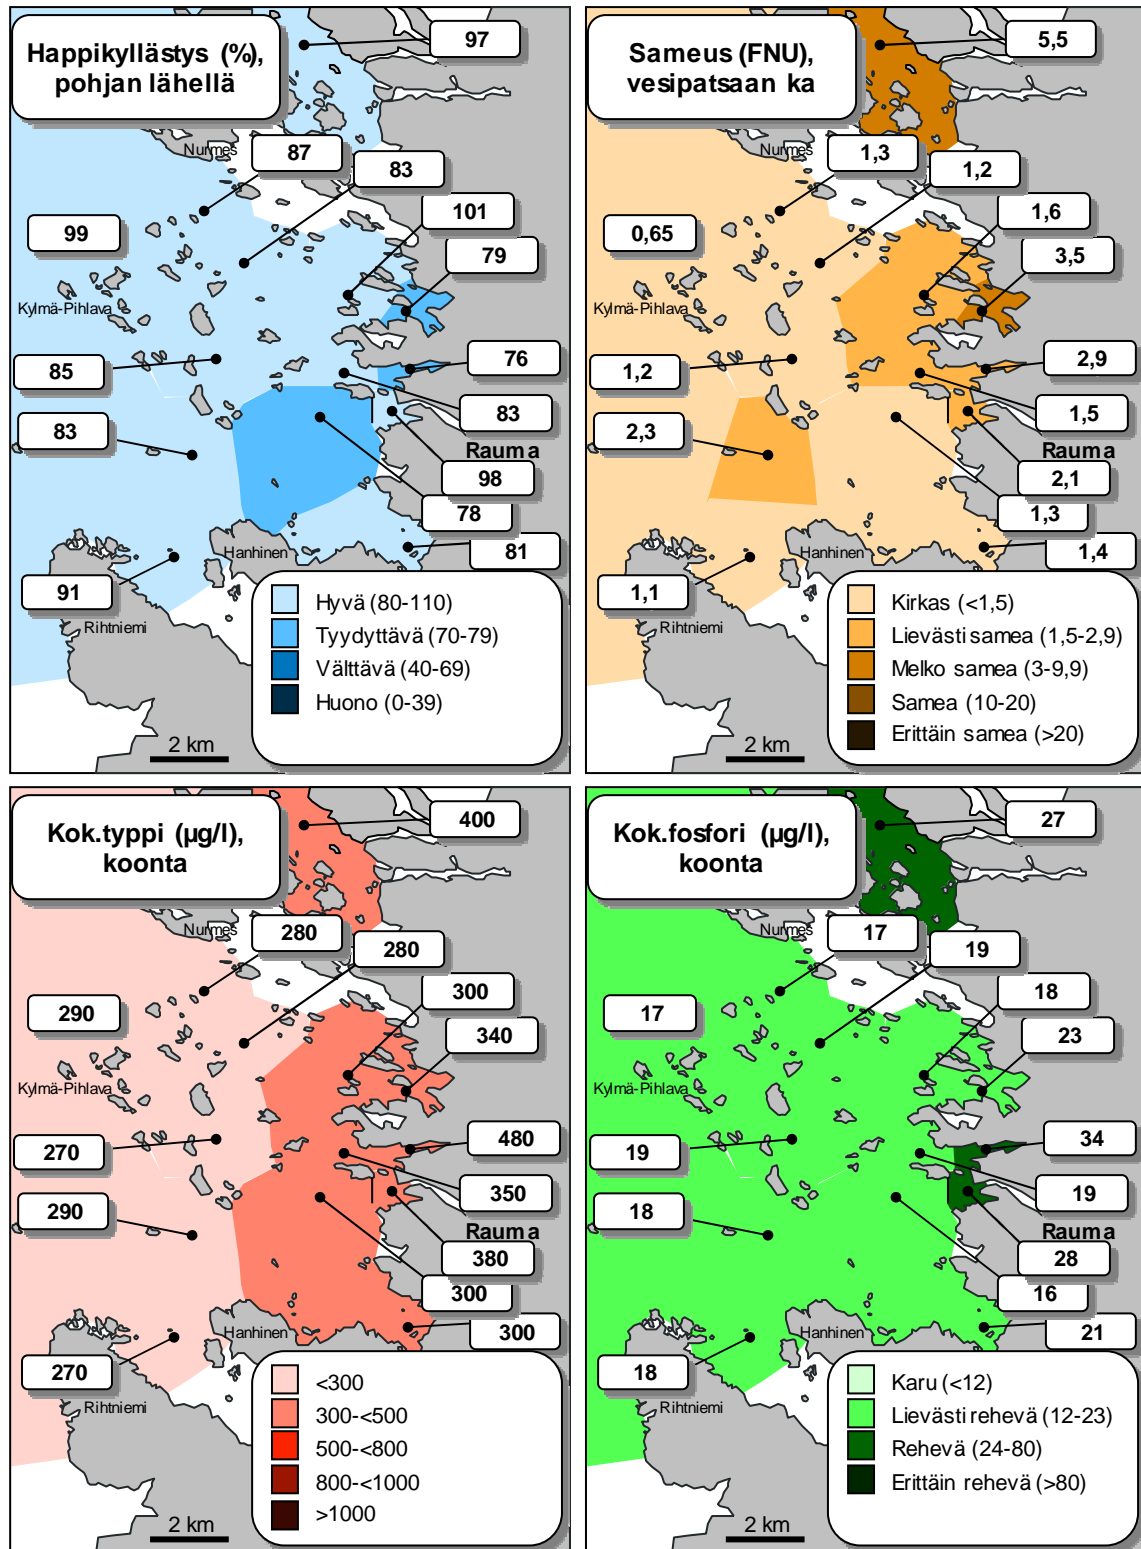 Happikyllästys (%),
pohjan lähellä
97
Nurmes
87
83
101
99
79
Kylmä-Pihlava
85
76
83
83
Rauma
98
78
Hanhinen
81
91
Rihtniemi
Hyvä (80-110)
Tyydyttävä (70-79)
Välttävä (40-69)
Huono (0-39)
2 km
Sameus (FNU),
vesipatsaan ka
5,5
Nurmes
1,3
1,2
1,6
0,65
3,5
Kylmä-Pihlava
1,2
2,9
1,5
2,3
Rauma
2,1
1,3
Hanhinen
1,4
1,1
Rihtniemi
Kirkas (<1,5)
Lievästi samea (1,5-2,9)
Melko samea (3-9,9)
Samea (10-20)
Erittäin samea (>20)
2 km
Kok.typpi (µg/l),
koonta
400
Nurmes
280
280
300
290
340
Kylmä-Pihlava
270
480
350
290
Rauma
380
300
Hanhinen
300
270
Rihtniemi
<300
300-<500
500-<800
800-<1000
>1000
2 km
Kok.fosfori (µg/l),
koonta
27
Nurmes
17
19
18
17
23
Kylmä-Pihlava
19
34
19
18
Rauma
28
16
Hanhinen
21
18
Rihtniemi
Karu (<12)
Lievästi rehevä (12-23)
Rehevä (24-80)
Erittäin rehevä (>80)
2 km